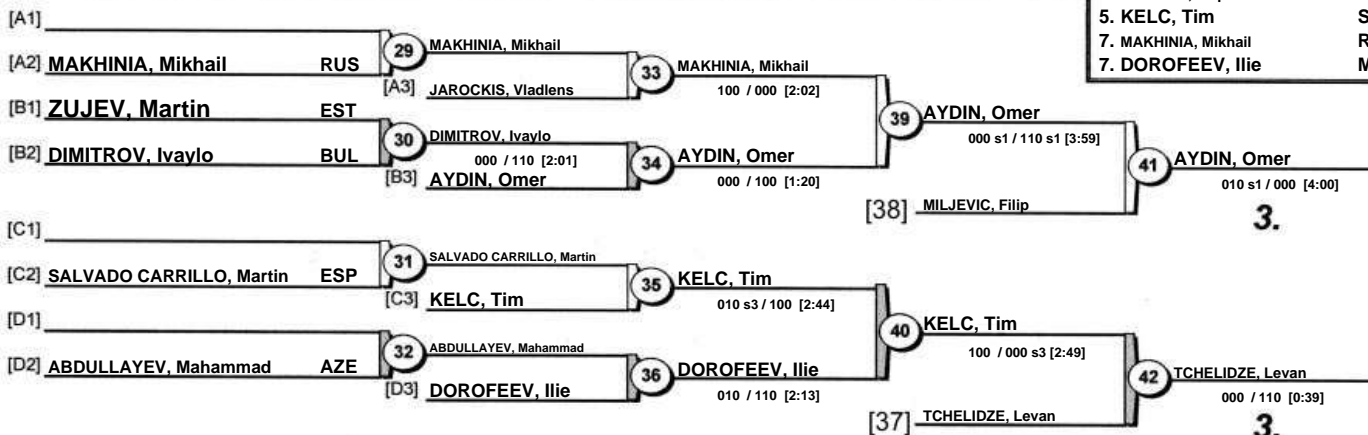 5. KELC, Tim S
7. MAKHINIA, Mikhail R
7. DOROFEEV, Ilie M
[A1]
[A2] MAKHINIA, Mikhail RUS
29
MAKHINIA, Mikhail
[A3] JAROCKIS, Vladlens
33
MAKHINIA, Mikhail
100 / 000 [2:02]
[B1] ZUJEV, Martin EST
[B2] DIMITROV, Ivaylo BUL
30
DIMITROV, Ivaylo
000 / 110 [2:01]
[B3] AYDIN, Omer
34
AYDIN, Omer
000 / 100 [1:20]
39
AYDIN, Omer
000 s1 / 110 s1 [3:59]
[38] MILJEVIC, Filip
41
AYDIN, Omer
010 s1 / 000 [4:00]
3.
[C1]
[C2] SALVADO CARRILLO, Martin ESP
31
SALVADO CARRILLO, Martin
[C3] KELC, Tim
35
KELC, Tim
010 s3 / 100 [2:44]
[D1]
[D2] ABDULLAYEV, Mahammad AZE
32
ABDULLAYEV, Mahammad
[D3] DOROFEEV, Ilie
36
DOROFEEV, Ilie
010 / 110 [2:13]
40
KELC, Tim
100 / 000 s3 [2:49]
[37] TCHELIDZE, Levan
42
TCHELIDZE, Levan
000 / 110 [0:39]
3.